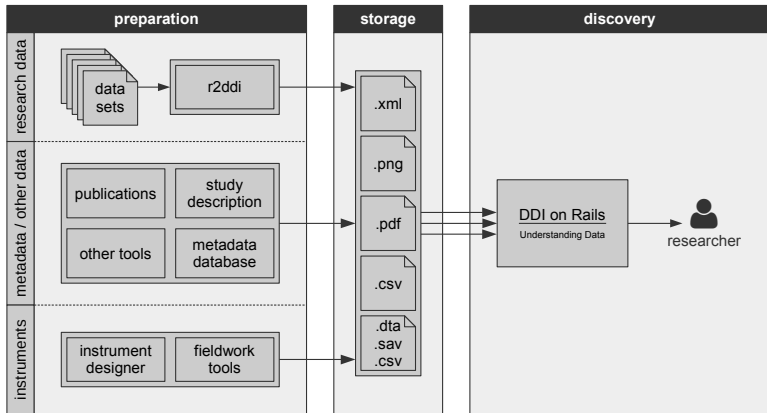 preparation
storage
discovery
research data
data
sets
r2ddi
metadata / other data
publications
study
description
other tools
metadata
database
instruments
instrument
designer
fieldwork
tools
.xml
.png
.pdf
.csv
.dta
.sav
.csv
DDI on Rails
Understanding Data
researcher